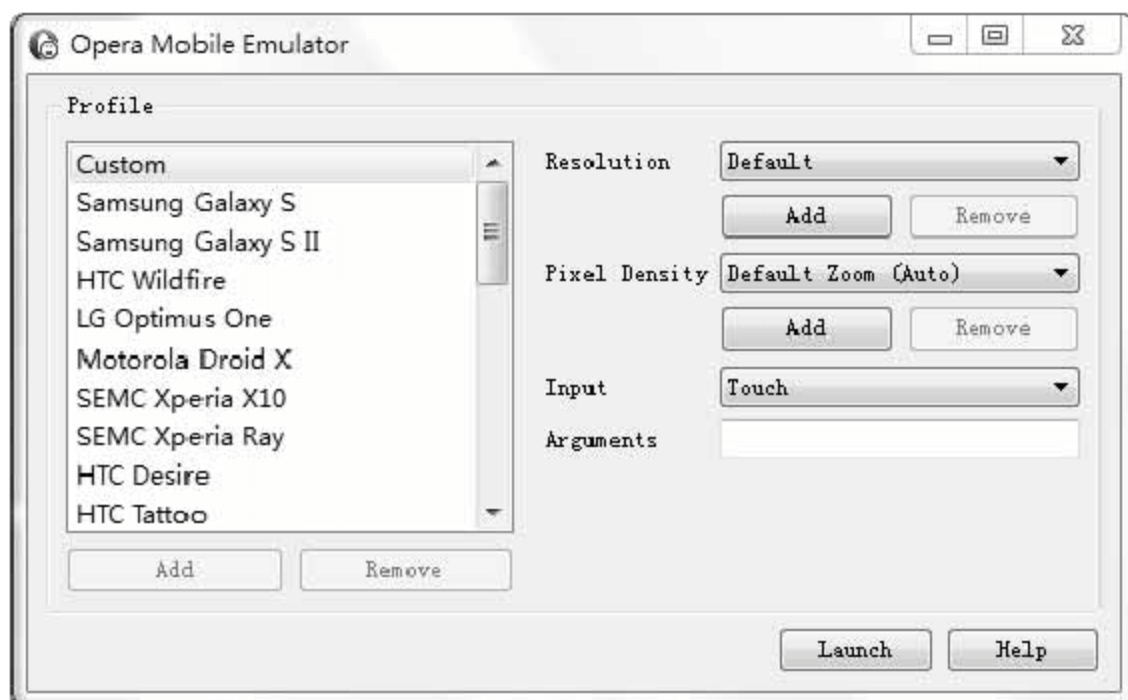 Opera Mobile Emulator
Profile
Custom
Samsung Galaxy S
Samsung Galaxy S II
HTC Wildfire
LG Optimus One
Motorola Droid X
SEMC Xperia X10
SEMC Xperia Ray
HTC Desire
HTC Tattoo
Add Remove
Resolution Default
Add Remove
Pixel Density Default Zoom (Auto)
Add Remove
Input Touch
Arguments
Launch Help